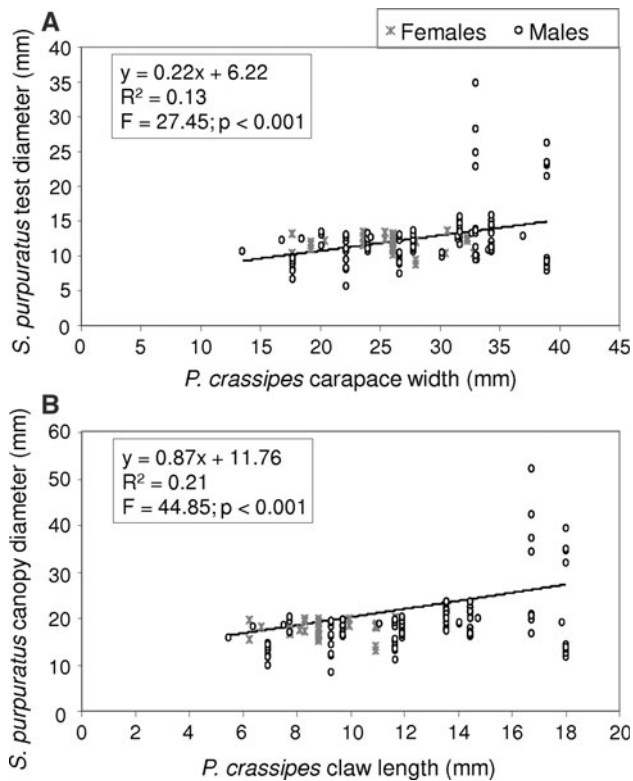 A
Females Males
S. purpuratus test diameter (mm)
40
35
30
25
20
15
10
5
0
y = 0.22x + 6.22
R² = 0.13
F = 27.45; p < 0.001
0 5 10 15 20 25 30 35 40 45
P. crassipes carapace width (mm)
B
S. purpuratus canopy diameter (mm)
60
50
40
30
20
10
0
y = 0.87x + 11.76
R² = 0.21
F = 44.85; p < 0.001
0 2 4 6 8 10 12 14 16 18 20
P. crassipes claw length (mm)